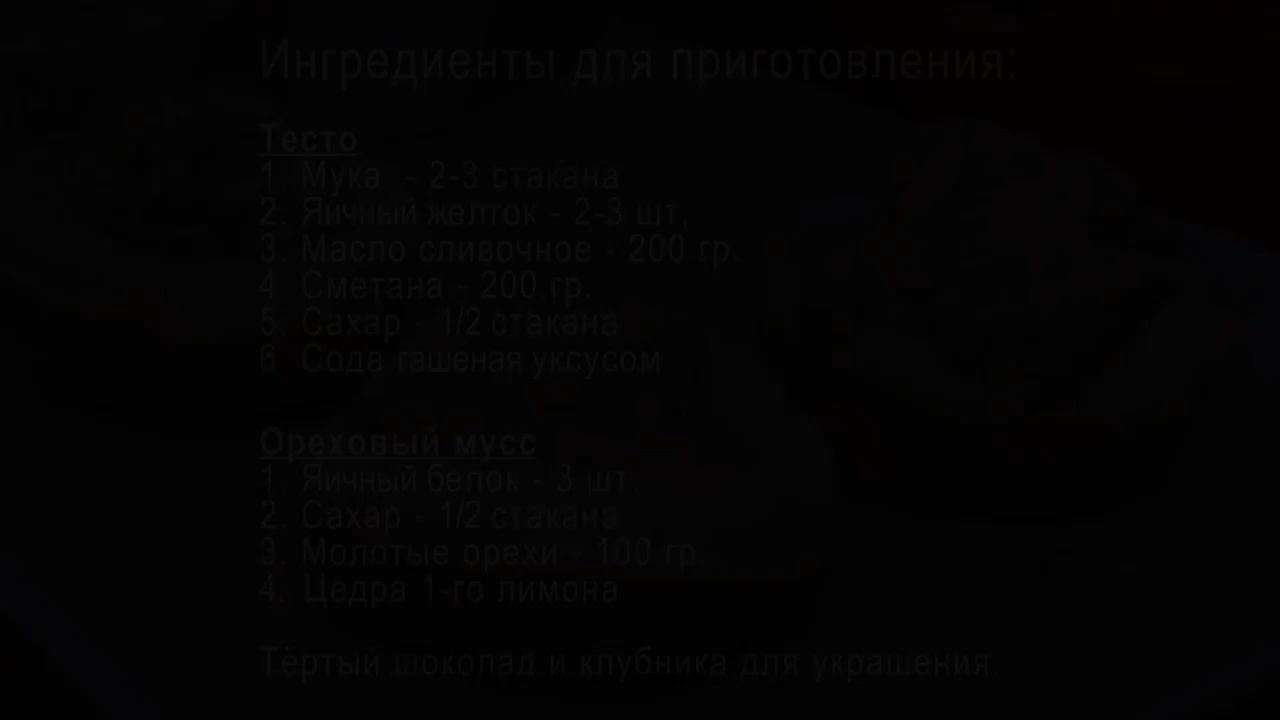 Ингредиенты для приготовления:
Тесто
1. Мука - 2-3 стакана
2. Яичный желток - 2-3 шт.
3. Масло сливочное - 200 гр.
4. Сметана - 200 гр.
5. Сахар - 1/2 стакана
6. Сода гашеная уксусом
Ореховый мусс
1. Яичный белок - 3 шт.
2. Сахар - 1/2 стакана
3. Молотые орехи - 100 гр.
4. Цедра 1-го лимона
Тёртый шоколад и клубника для украшения.